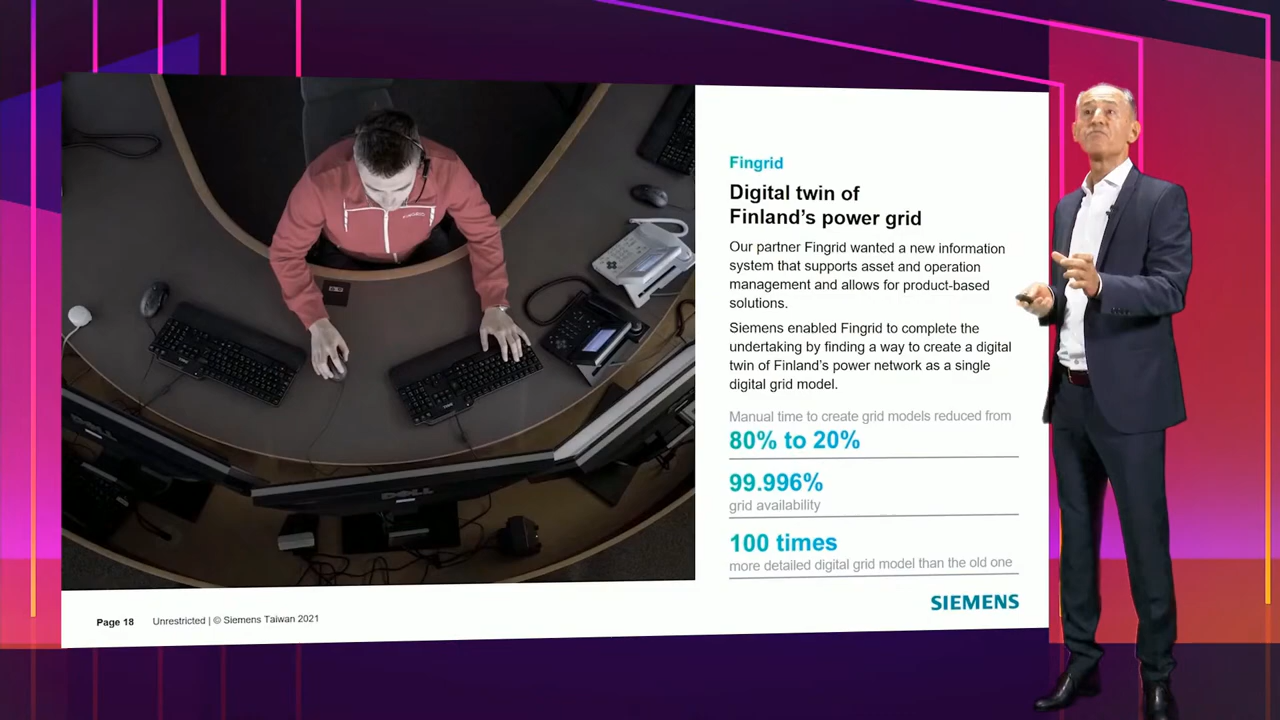 Fingrid
Digital twin of
Finland's power grid
Our partner Fingrid wanted a new information
system that supports asset and operation
management and allows for product-based
solutions.
Siemens enabled Fingrid to complete the
undertaking by finding a way to create a digital
twin of Finland's power network as a single
digital grid model.
Manual time to create grid models reduced from
80% to 20%
99.996%
grid availability
100 times
more detailed digital grid model than the old one
SIEMENS
Page 18 Unrestricted | © Siemens Taiwan 2021
DELL